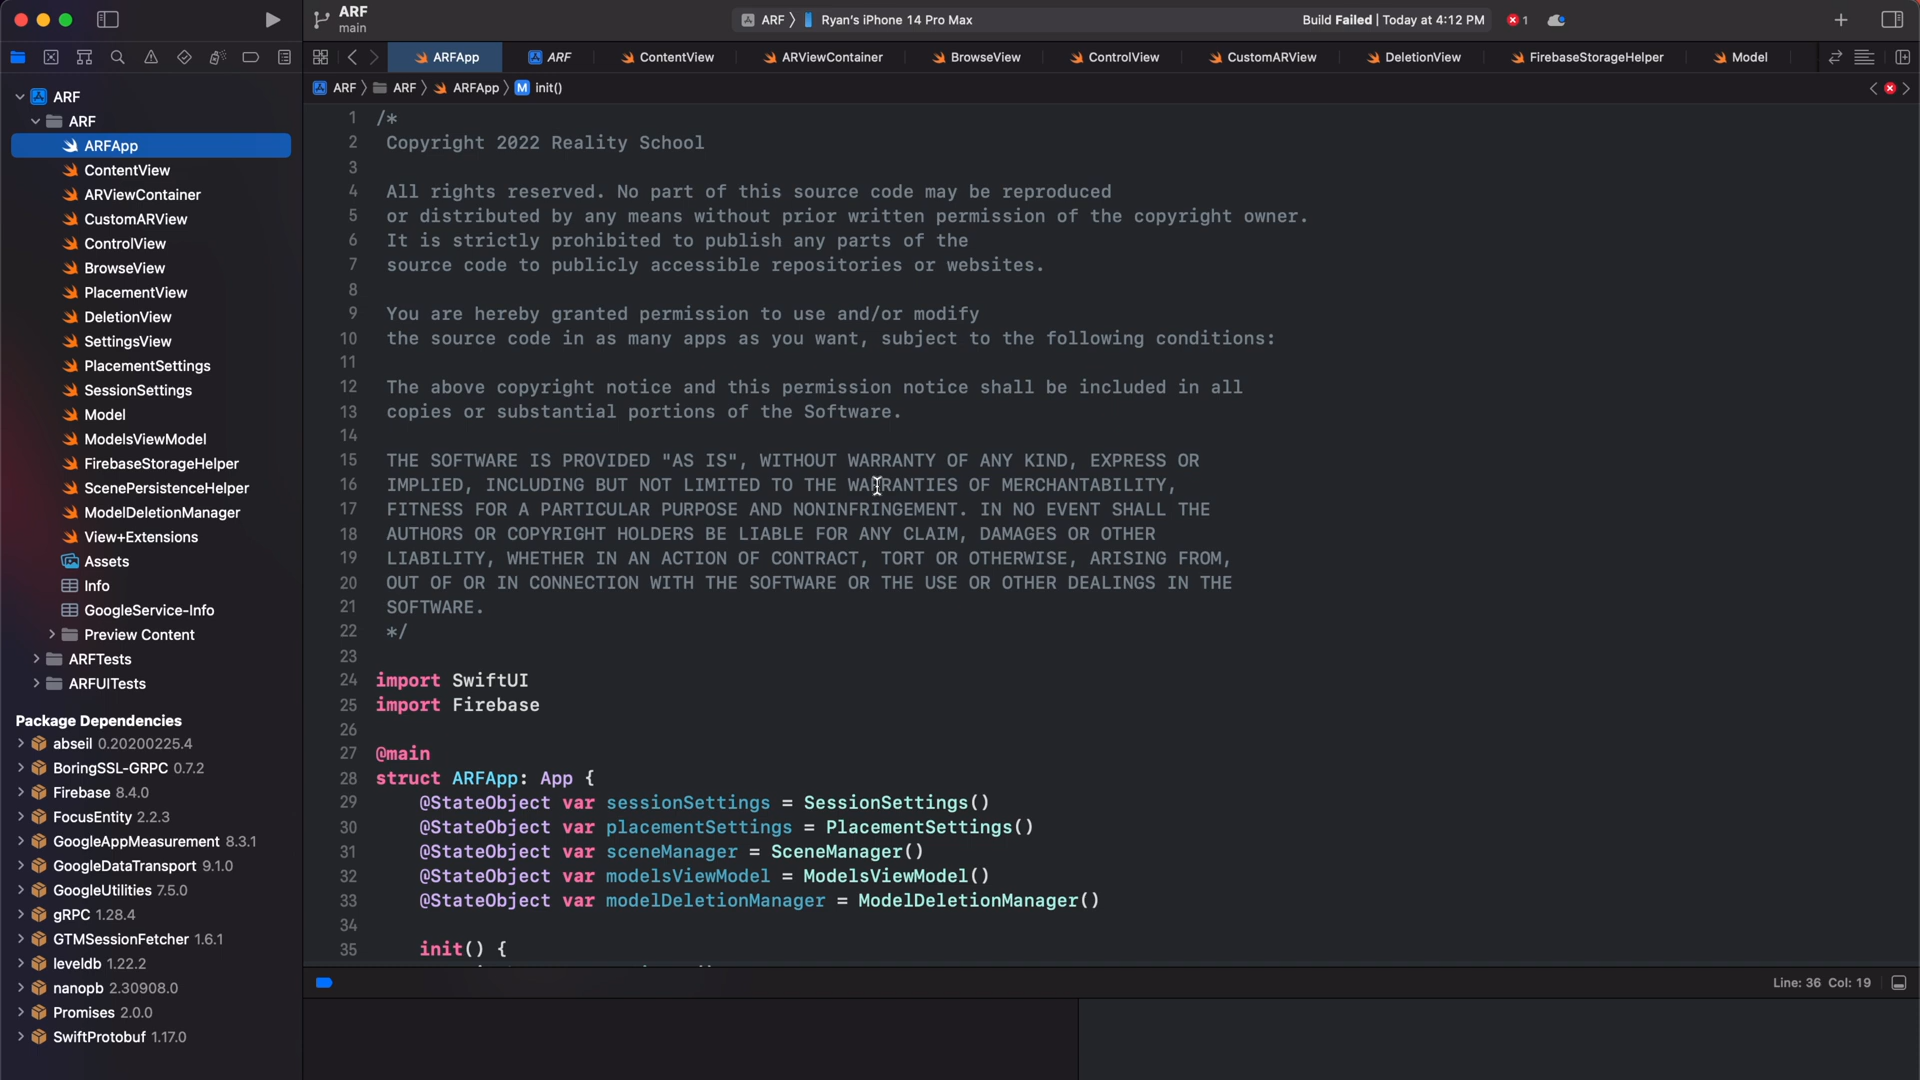 ARF
main
ARF 〉 Ryan's iPhone 14 Pro Max
Build Failed | Today at 4:12 PM
1
ARFApp
ARF
ContentView
ARViewContainer
BrowseView
ControlView
CustomARView
DeletionView
FirebaseStorageHelper
Model
ARF 〉 ARF 〉 ARFApp 〉 M init()
ARF
ARF
ARFApp
ContentView
ARViewContainer
CustomARView
ControlView
BrowseView
PlacementView
DeletionView
SettingsView
PlacementSettings
SessionSettings
Model
ModelsViewModel
FirebaseStorageHelper
ScenePersistenceHelper
ModelDeletionManager
View+Extensions
Assets
Info
GoogleService-Info
Preview Content
ARFTests
ARFUITests
Package Dependencies
abseil 0.20200225.4
BoringSSL-GRPC 0.7.2
Firebase 8.4.0
FocusEntity 2.2.3
GoogleAppMeasurement 8.3.1
GoogleDataTransport 9.1.0
GoogleUtilities 7.5.0
gRPC 1.28.4
GTMSessionFetcher 1.6.1
leveldb 1.22.2
nanopb 2.30908.0
Promises 2.0.0
SwiftProtobuf 1.17.0
1 /*
2 Copyright 2022 Reality School
3
4 All rights reserved. No part of this source code may be reproduced
5 or distributed by any means without prior written permission of the copyright owner.
6 It is strictly prohibited to publish any parts of the
7 source code to publicly accessible repositories or websites.
8
9 You are hereby granted permission to use and/or modify
10 the source code in as many apps as you want, subject to the following conditions:
11
12 The above copyright notice and this permission notice shall be included in all
13 copies or substantial portions of the Software.
14
15 THE SOFTWARE IS PROVIDED "AS IS", WITHOUT WARRANTY OF ANY KIND, EXPRESS OR
16 IMPLIED, INCLUDING BUT NOT LIMITED TO THE WARRANTIES OF MERCHANTABILITY,
17 FITNESS FOR A PARTICULAR PURPOSE AND NONINFRINGEMENT. IN NO EVENT SHALL THE
18 AUTHORS OR COPYRIGHT HOLDERS BE LIABLE FOR ANY CLAIM, DAMAGES OR OTHER
19 LIABILITY, WHETHER IN AN ACTION OF CONTRACT, TORT OR OTHERWISE, ARISING FROM,
20 OUT OF OR IN CONNECTION WITH THE SOFTWARE OR THE USE OR OTHER DEALINGS IN THE
21 SOFTWARE.
22 */
23
24 import SwiftUI
25 import Firebase
26
27 @main
28 struct ARFApp: App {
29 @StateObject var sessionSettings = SessionSettings()
30 @StateObject var placementSettings = PlacementSettings()
31 @StateObject var sceneManager = SceneManager()
32 @StateObject var modelsViewModel = ModelsViewModel()
33 @StateObject var modelDeletionManager = ModelDeletionManager()
34
35 init() {
Line: 36 Col: 19